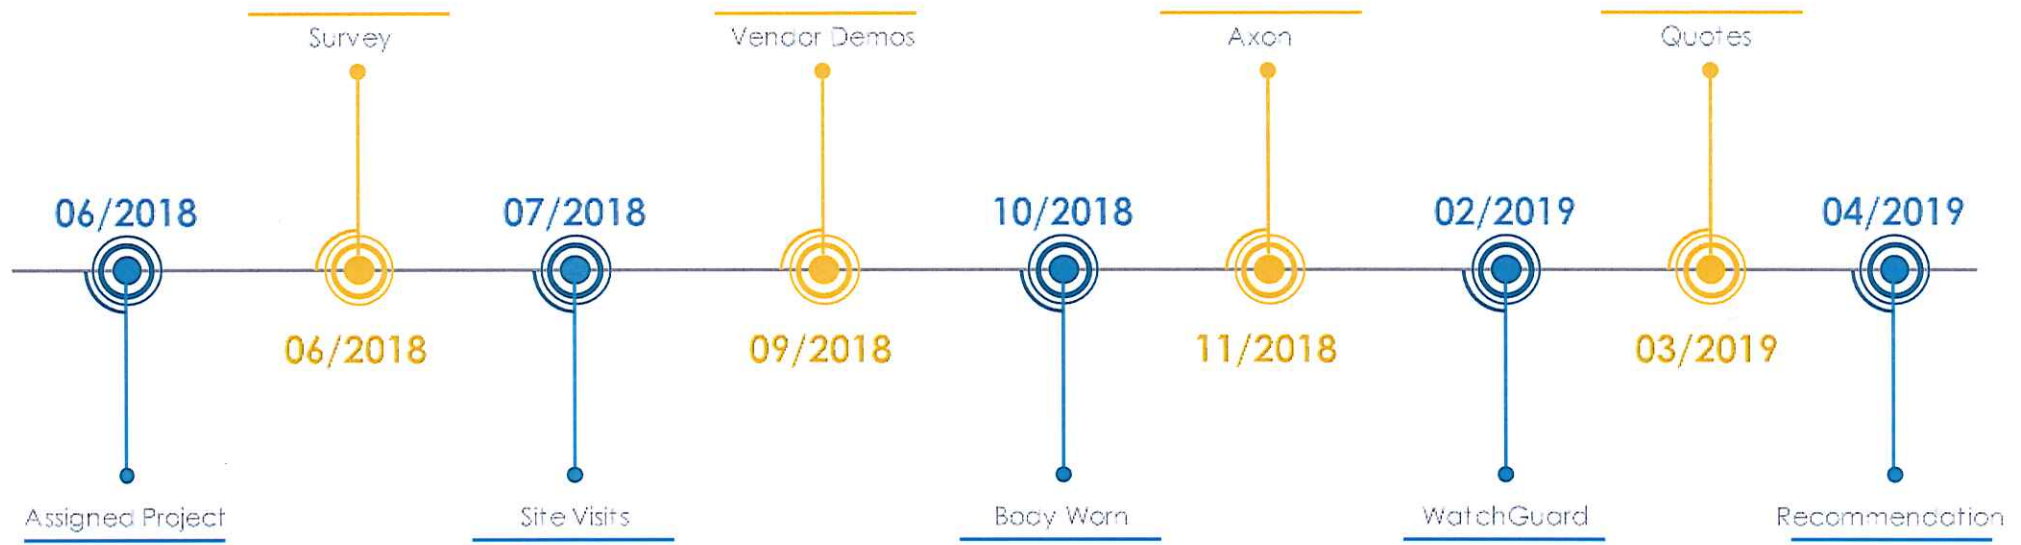 Survey
Vendor Demos
Axon
Quotes
06/2018
07/2018
10/2018
02/2019
04/2019
06/2018
09/2018
11/2018
03/2019
Assigned Project
Site Visits
Body Worn
WatchGuard
Recommendation